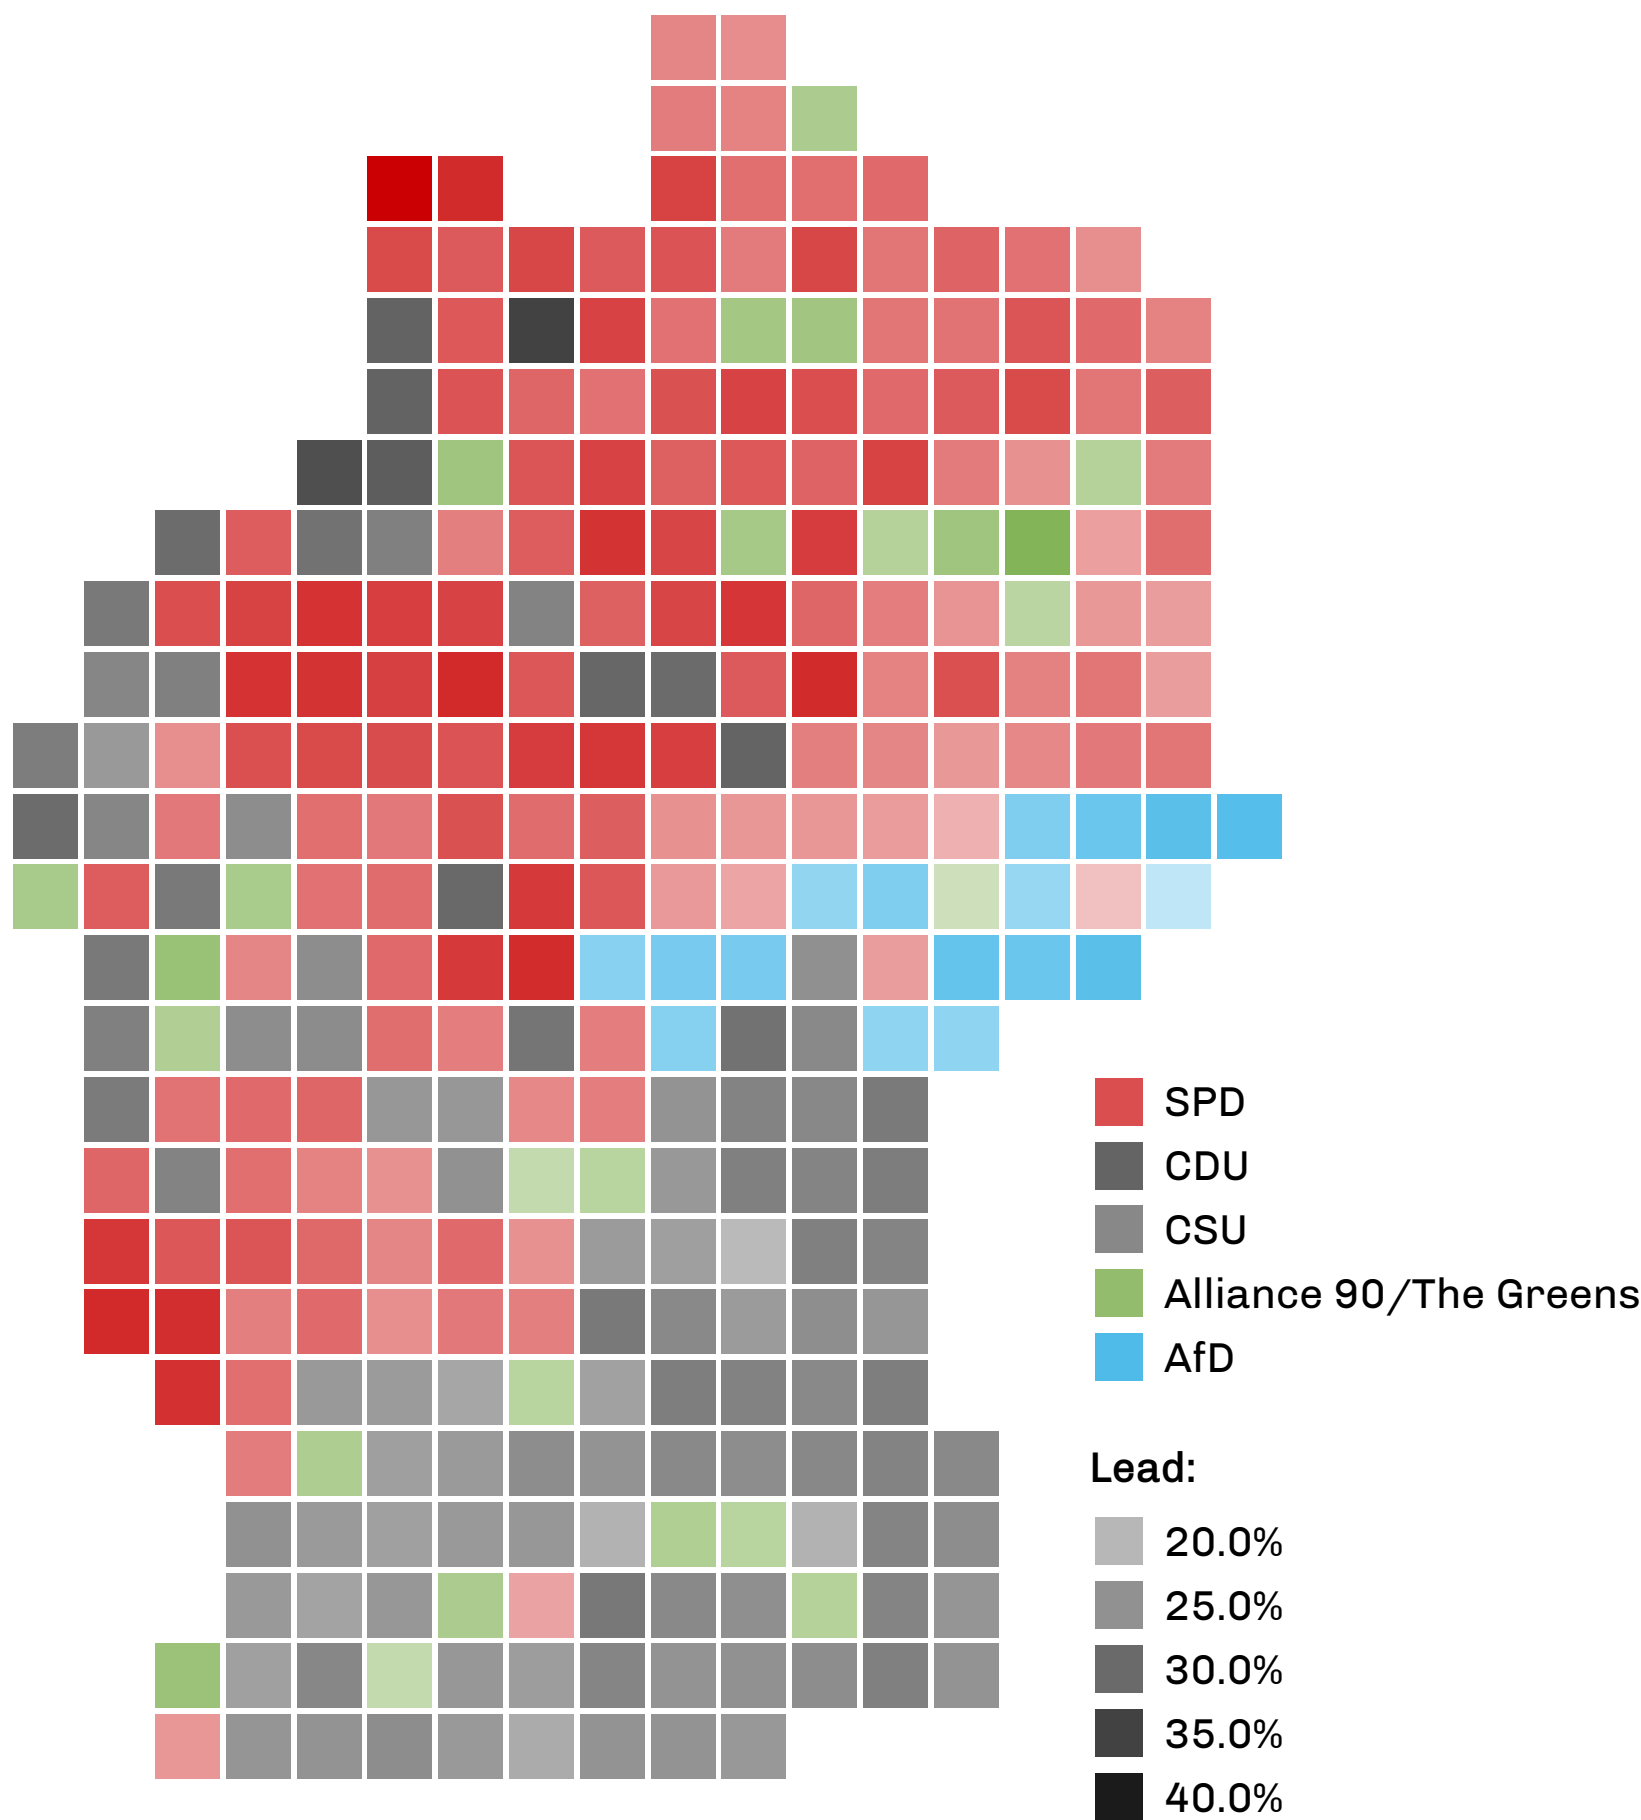 SPD
CDU
CSU
Alliance 90/The Greens
AfD
Lead:
20.0%
25.0%
30.0%
35.0%
40.0%